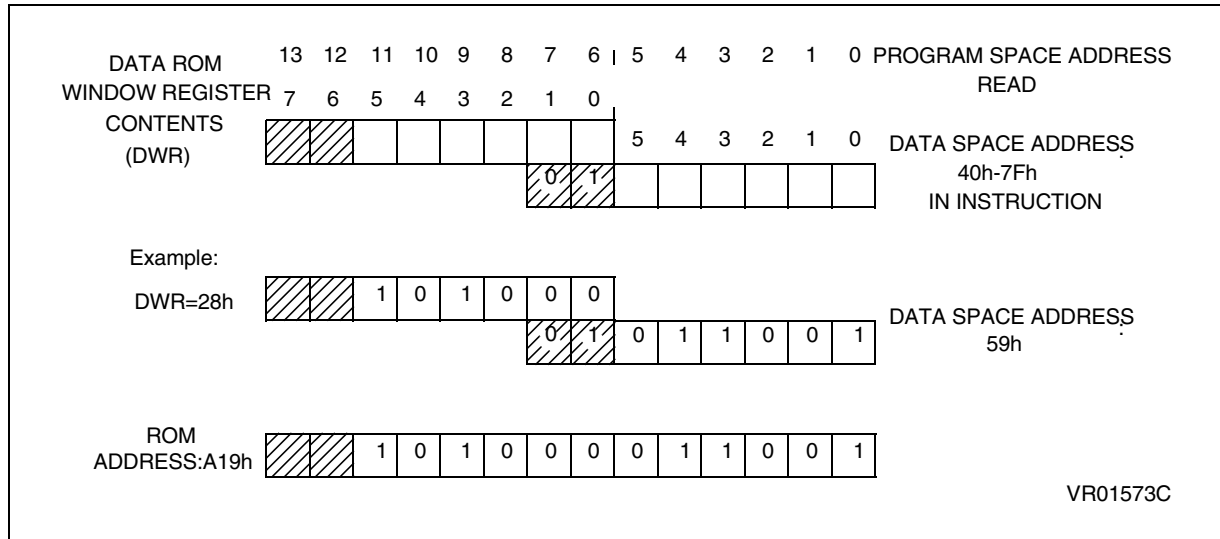 13 12 11 10 9 8 7 6 5 4 3 2 1 0 PROGRAM SPACE ADDRESS
READ
DATA ROM
WINDOW REGISTER 7 6 5 4 3 2 1 0
CONTENTS
(DWR)
5 4 3 2 1 0 DATA SPACE ADDRESS
:
0 1 40h-7Fh
IN INSTRUCTION
Example:
DWR=28h 1 0 1 0 0 0
0 1 0 1 1 0 0 1 DATA SPACE ADDRESS
:
59h
ROM
ADDRESS:A19h 1 0 1 0 0 0 0 1 1 0 0 1
VR01573C